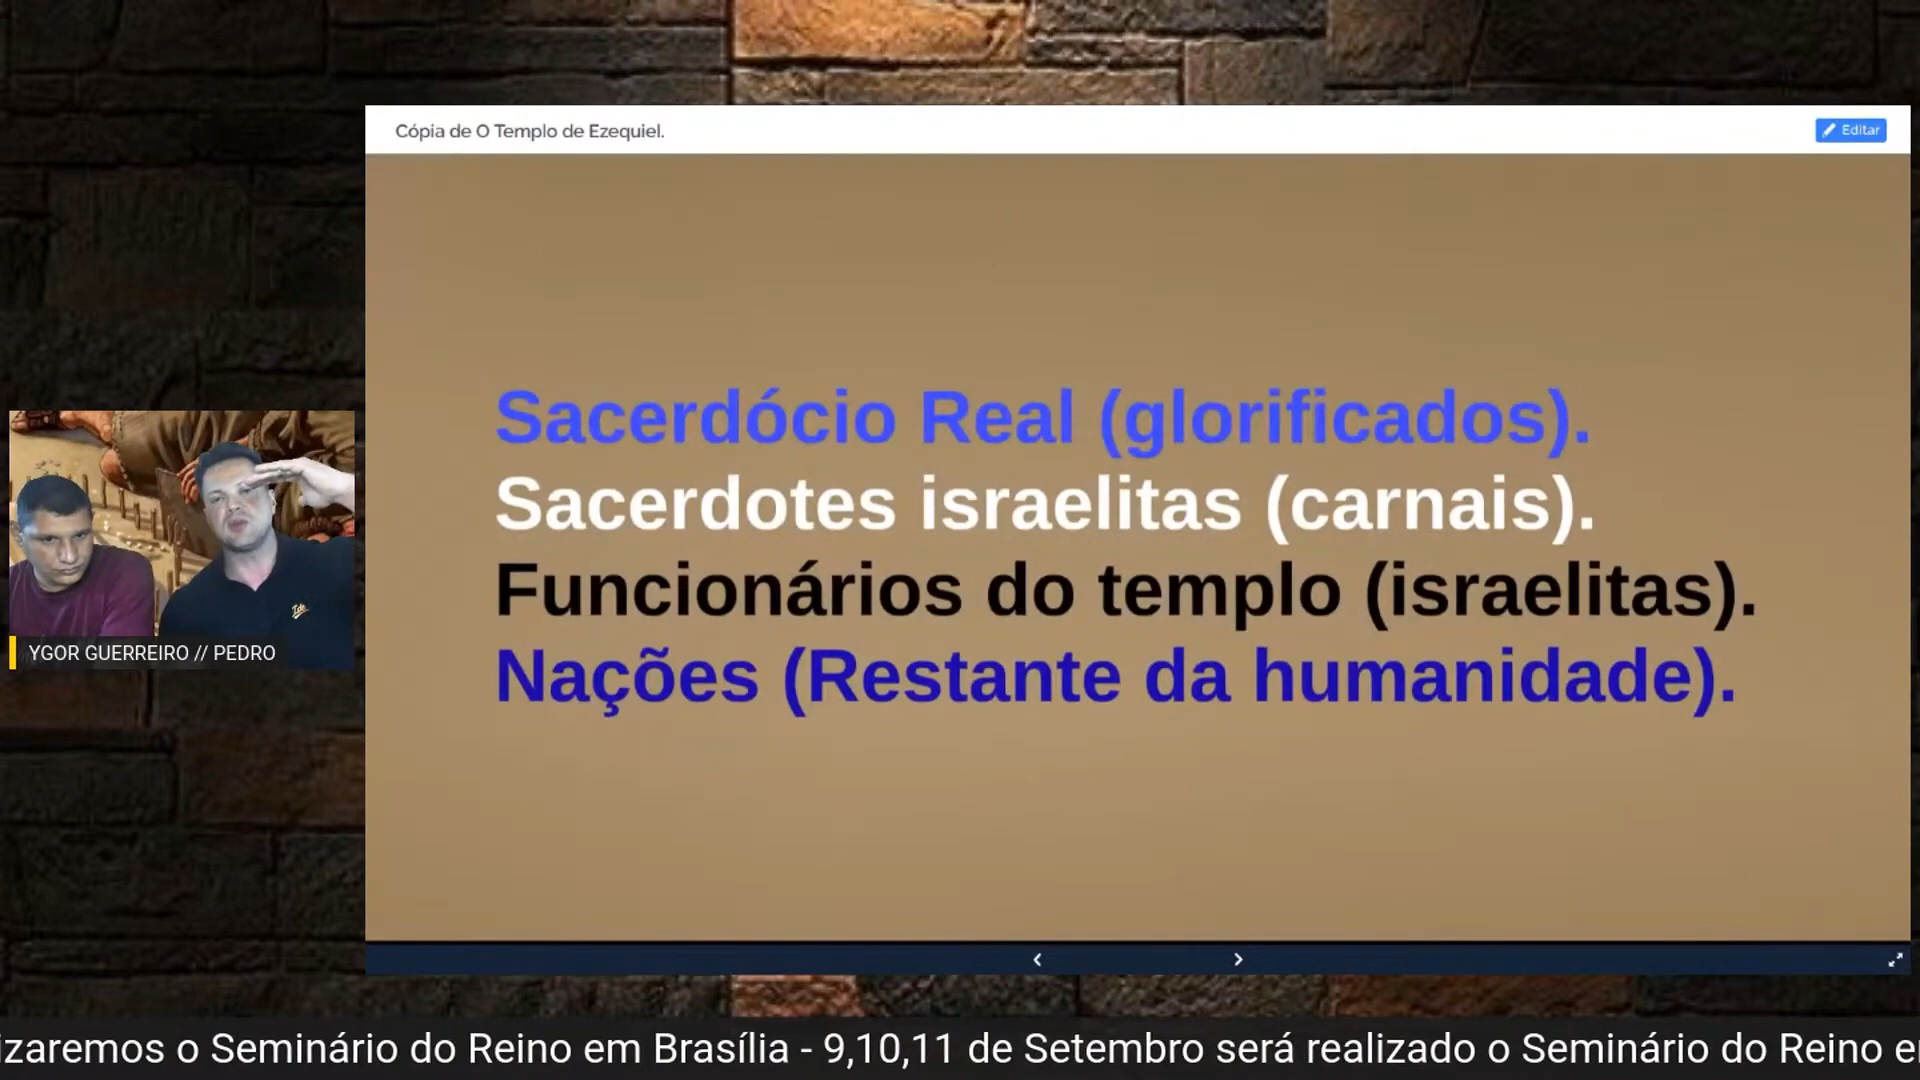 Cópia de O Templo de Ezequiel.
Editar
Sacerdócio Real (glorificados).
Sacerdotes israelitas (carnais).
Funcionários do templo (israelitas).
Nações (Restante da humanidade).
YGOR GUERREIRO // PEDRO
izaremos o Seminário do Reino em Brasília - 9,10,11 de Setembro será realizado o Seminário do Reino e